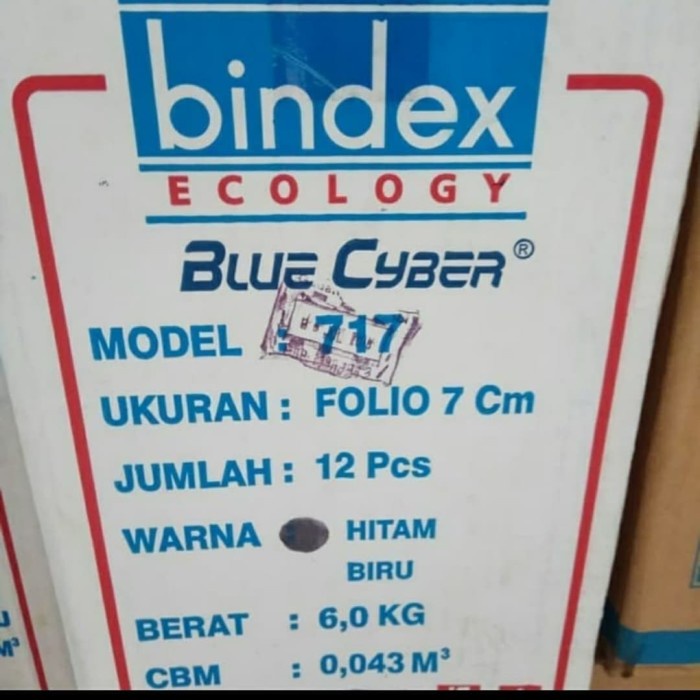 bindex
ECOLOGY
BLUE CYBER®
MODEL : 717
UKURAN : FOLIO 7 Cm
JUMLAH : 12 Pcs
WARNA : HITAM
BIRU
BERAT : 6,0 KG
CBM : 0,043 M³
M³